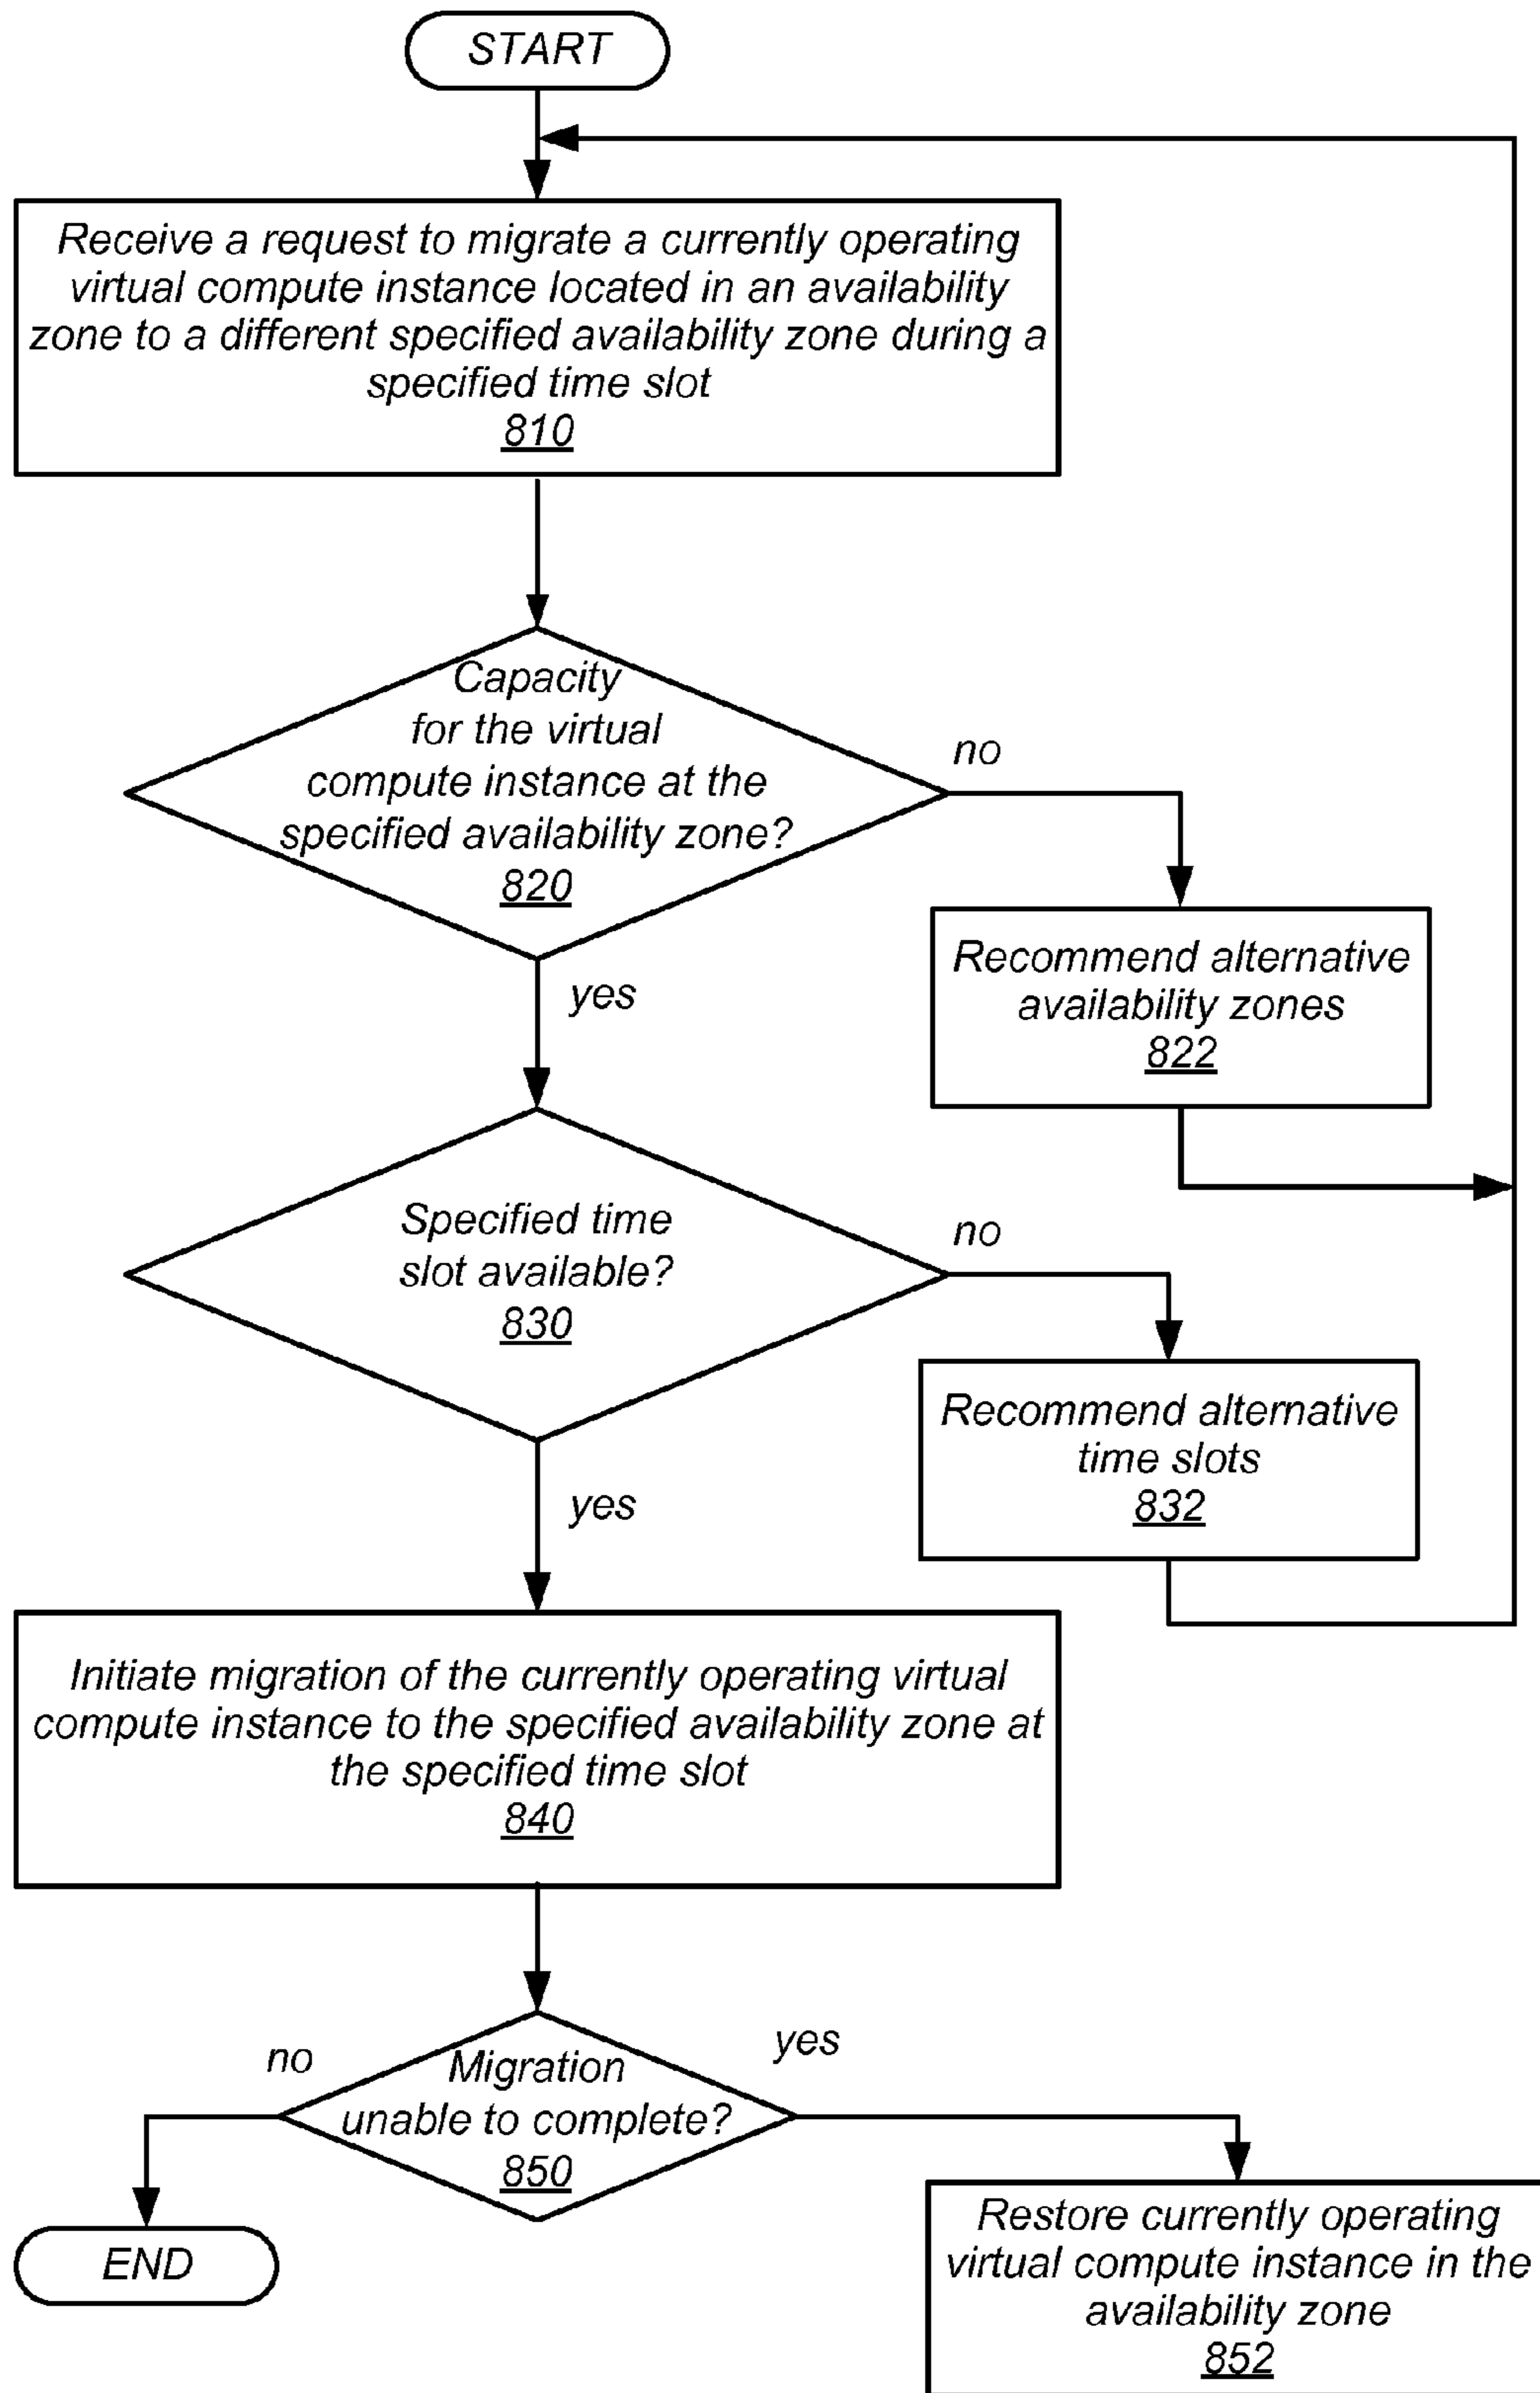 START
Receive a request to migrate a currently operating
virtual compute instance located in an availability
zone to a different specified availability zone during a
specified time slot
810
Capacity
for the virtual
compute instance at the
specified availability zone?
820
no
yes
Recommend alternative
availability zones
822
Specified time
slot available?
830
no
yes
Recommend alternative
time slots
832
Initiate migration of the currently operating virtual
compute instance to the specified availability zone at
the specified time slot
840
Migration
unable to complete?
850
no
yes
END
Restore currently operating
virtual compute instance in the
availability zone
852